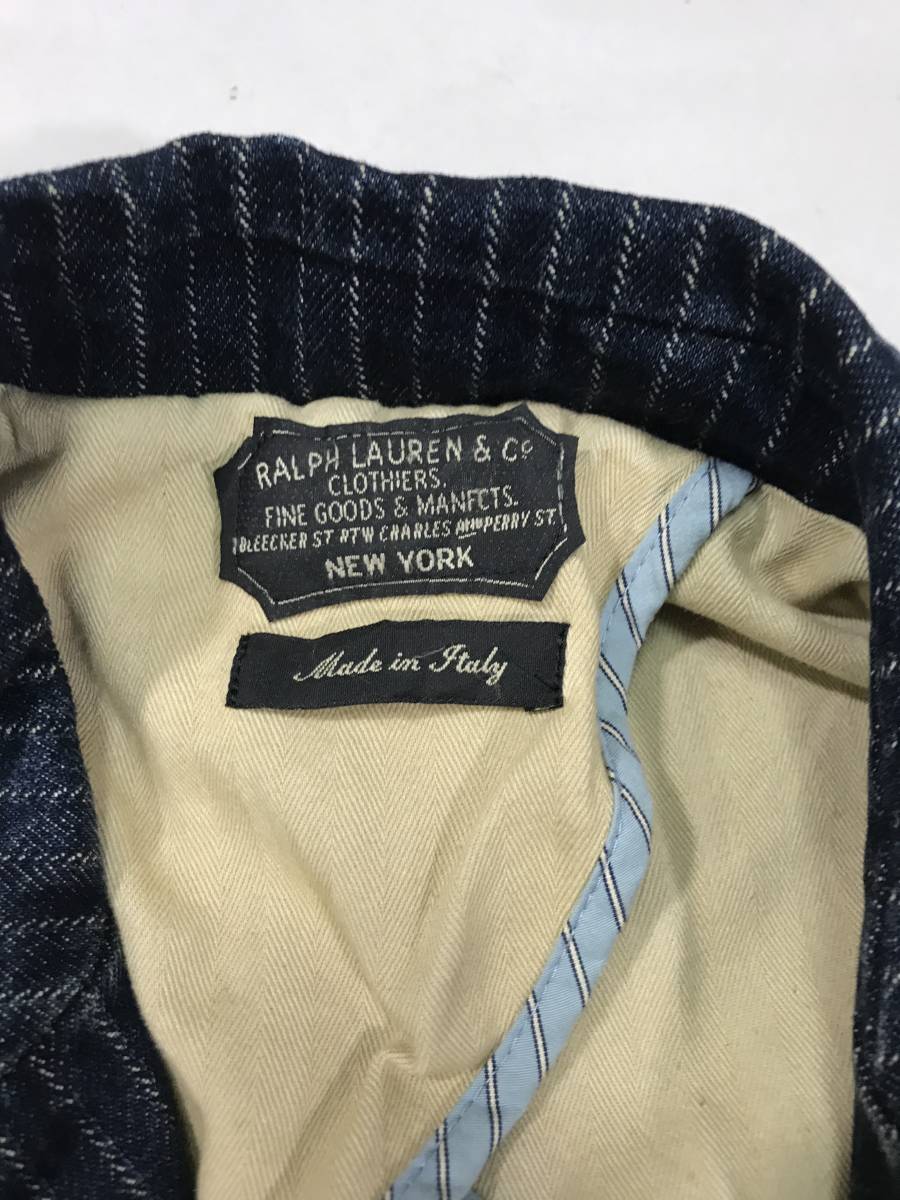 RALPH LAUREN & Cº
CLOTHIERS.
FINE GOODS & MANFCTS.
BLEECKER ST. BTW CHARLES AND PERRY ST.
NEW YORK
Made in Italy